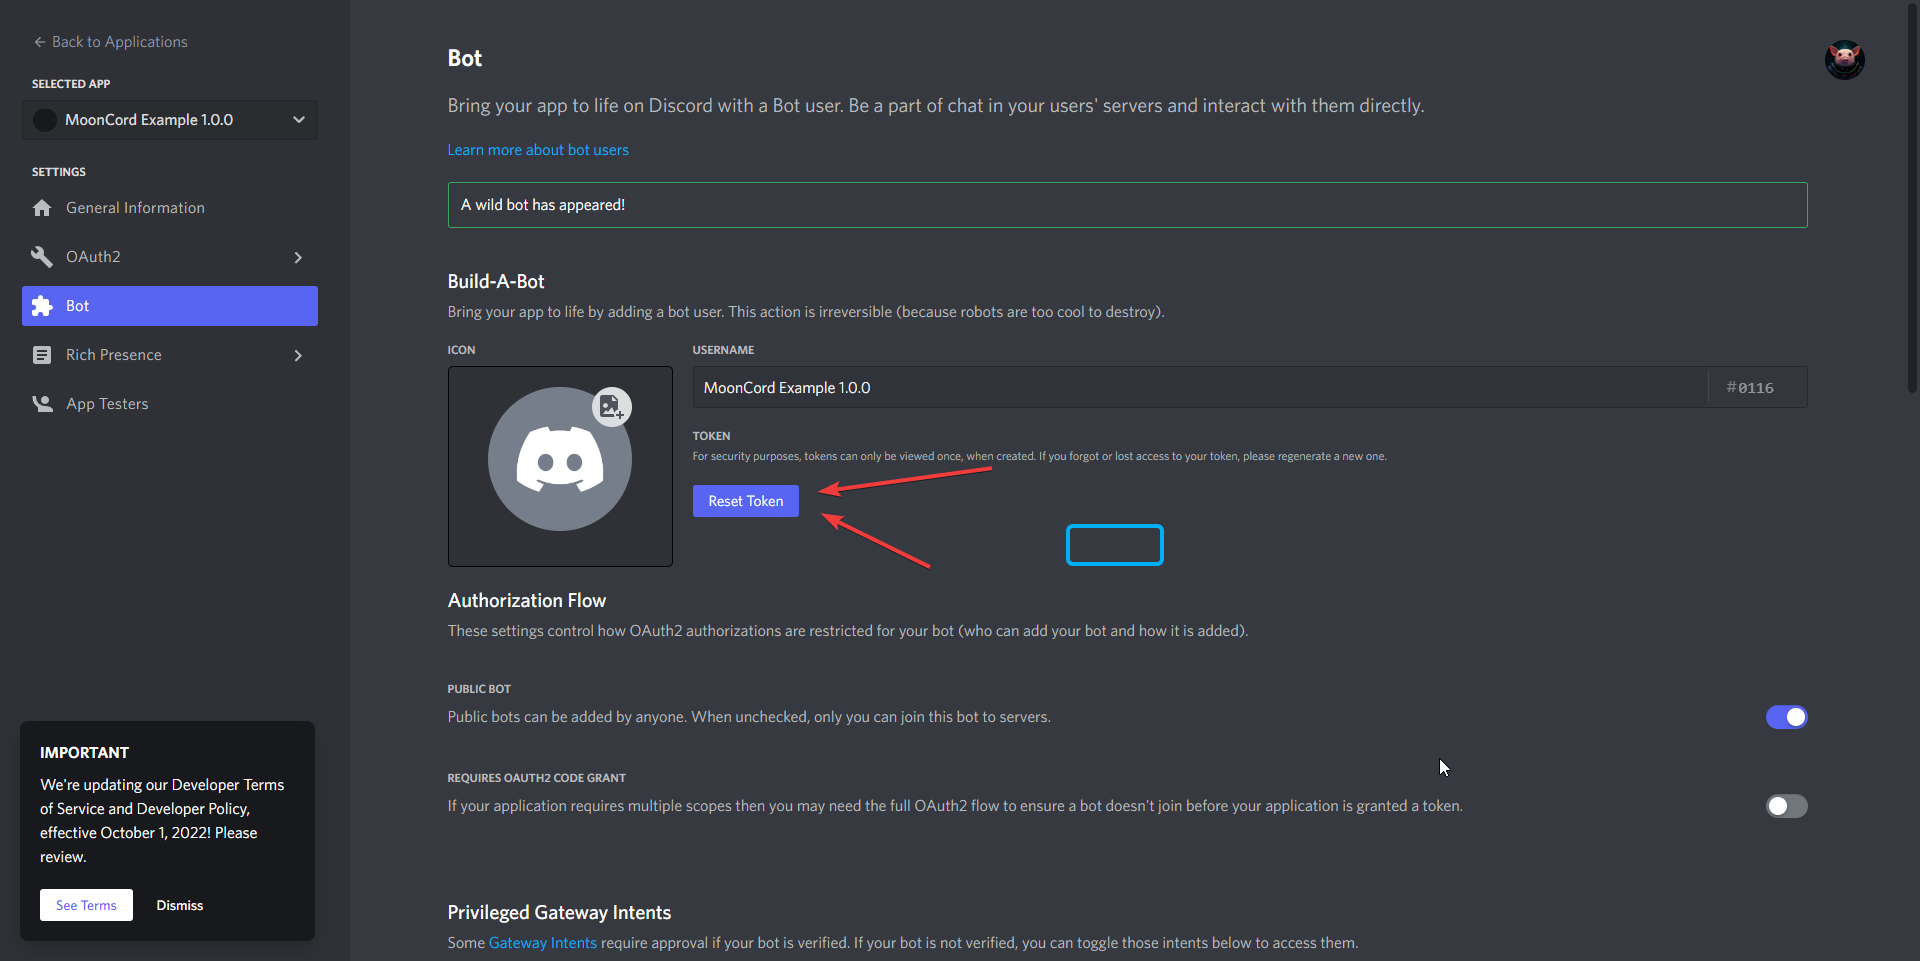 Back to Applications
SELECTED APP
MoonCord Example 1.0.0
SETTINGS
General Information
OAuth2
Bot
Rich Presence
App Testers
IMPORTANT
We're updating our Developer Terms
of Service and Developer Policy,
effective October 1, 2022! Please
review.
See Terms Dismiss
Bot
Bring your app to life on Discord with a Bot user. Be a part of chat in your users' servers and interact with them directly.
Learn more about bot users
A wild bot has appeared!
Build-A-Bot
Bring your app to life by adding a bot user. This action is irreversible (because robots are too cool to destroy).
ICON
USERNAME
MoonCord Example 1.0.0 #0116
TOKEN
For security purposes, tokens can only be viewed once, when created. If you forgot or lost access to your token, please regenerate a new one.
Reset Token
Authorization Flow
These settings control how OAuth2 authorizations are restricted for your bot (who can add your bot and how it is added).
PUBLIC BOT
Public bots can be added by anyone. When unchecked, only you can join this bot to servers.
REQUIRES OAUTH2 CODE GRANT
If your application requires multiple scopes then you may need the full OAuth2 flow to ensure a bot doesn't join before your application is granted a token.
Privileged Gateway Intents
Some Gateway Intents require approval if your bot is verified. If your bot is not verified, you can toggle those intents below to access them.